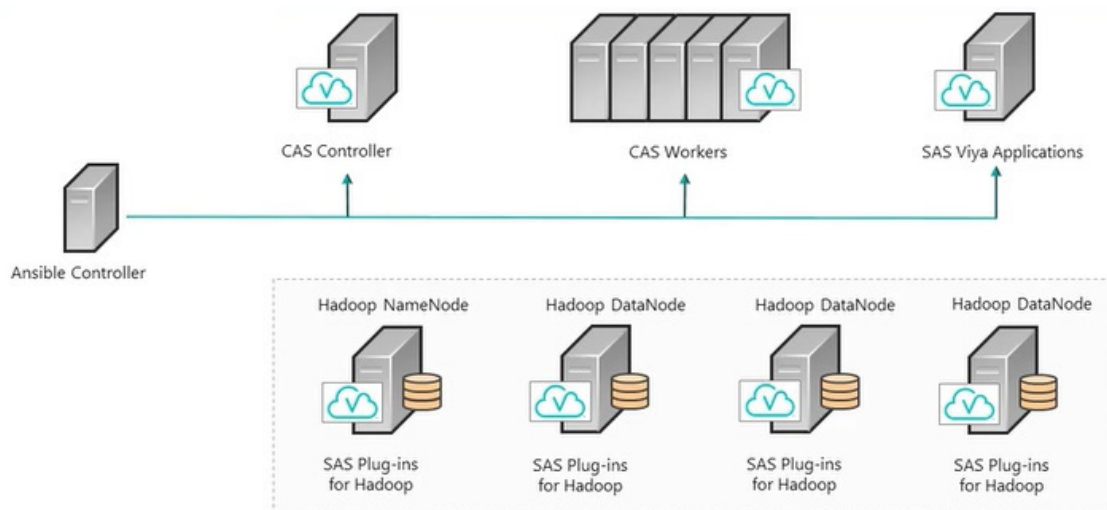 CAS Controller
CAS Workers
SAS Viya Applications
Ansible Controller
Hadoop NameNode
Hadoop DataNode
Hadoop DataNode
Hadoop DataNode
SAS Plug-ins
for Hadoop
SAS Plug-ins
for Hadoop
SAS Plug-ins
for Hadoop
SAS Plug-ins
for Hadoop